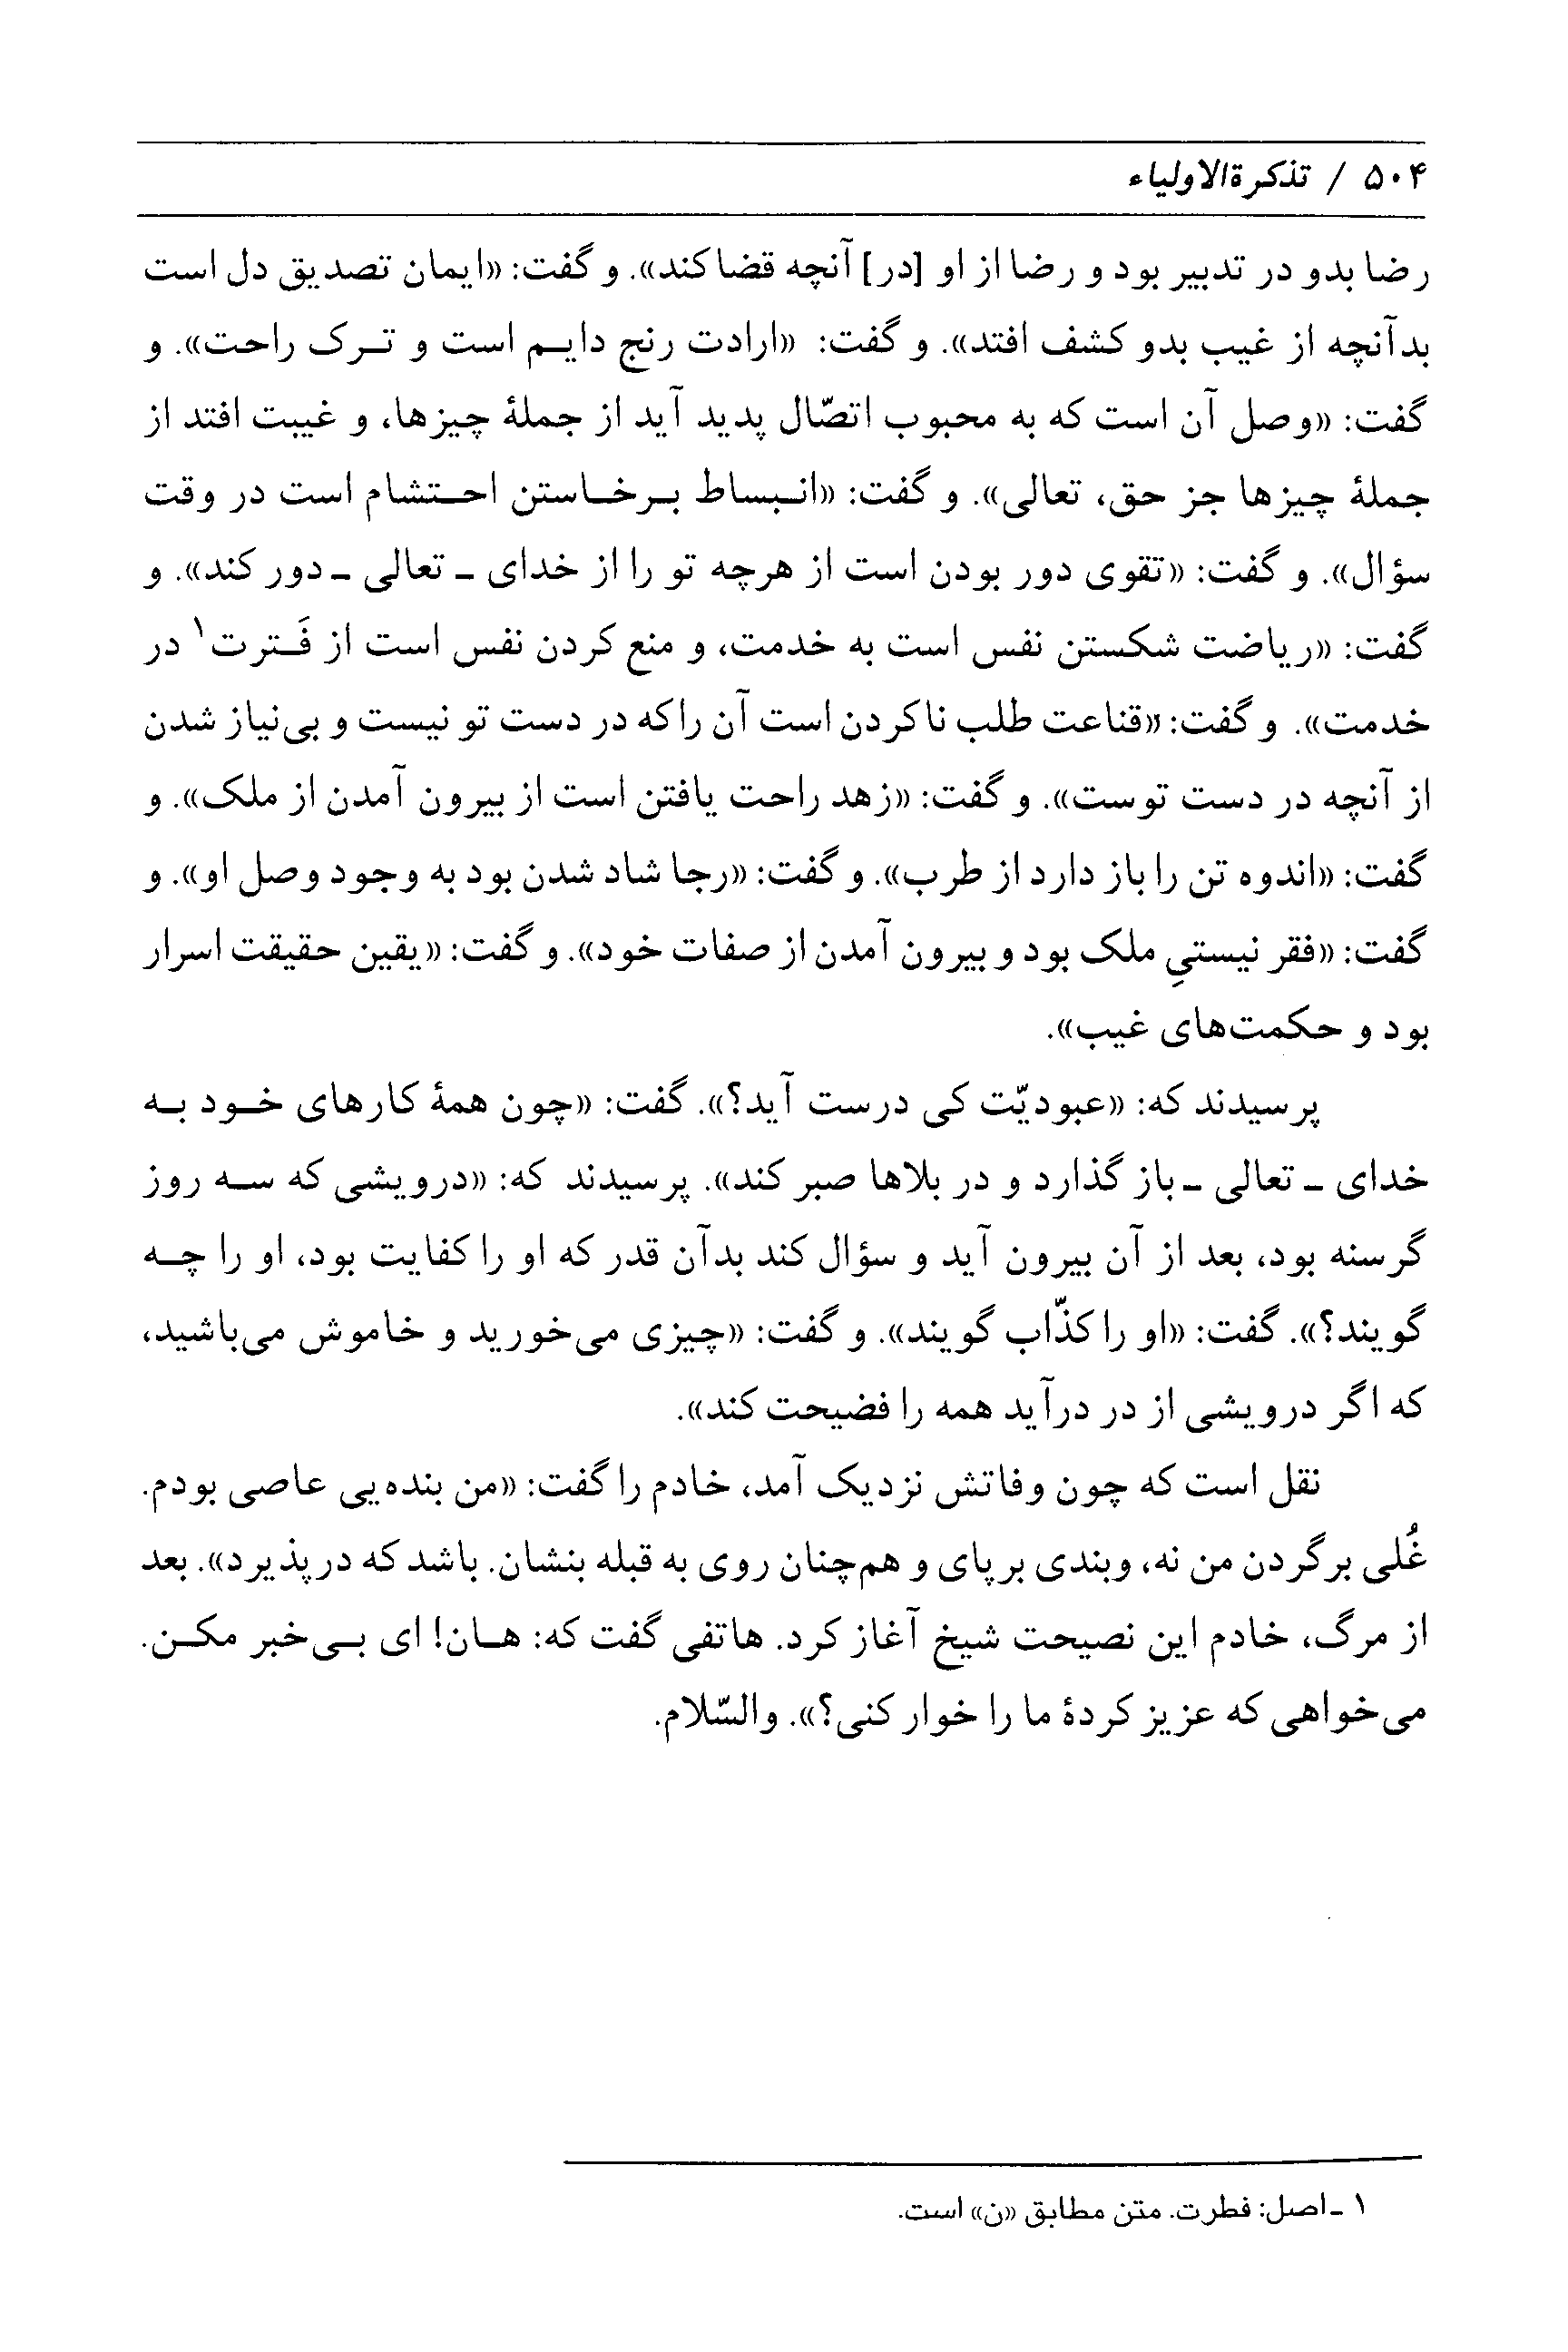 ۵۰۴ / تذکرةالاولیاء
رضا بدو در تدبیر بود و رضا از او [در] آنچه قضا کند». و گفت: «ایمان تصدیق دل است
بدآنچه از غیب بدو کشف افتد». و گفت: «ارادت رنج دایم است و ترک راحت». و
گفت: «وصل آن است که به محبوب اتصّال پدید آید از جملهٔ چیزها، و غیبت افتد از
جملهٔ چیزها جز حق، تعالی». و گفت: «انبساط برخاستن احتشام است در وقت
سؤال». و گفت: «تقوی دور بودن است از هرچه تو را از خدای ـ تعالی ـ دور کند». و
گفت: «ریاضت شکستن نفس است به خدمت، و منع کردن نفس است از فَترت۱ در
خدمت». و گفت: «قناعت طلب ناکردن است آن را که در دست تو نیست و بی‌نیاز شدن
از آنچه در دست توست». و گفت: «زهد راحت یافتن است از بیرون آمدن از ملک». و
گفت: «اندوه تن را باز دارد از طرب». و گفت: «رجا شاد شدن بود به وجود وصل او». و
گفت: «فقر نیستیِ ملک بود و بیرون آمدن از صفات خود». و گفت: «یقین حقیقت اسرار
بود و حکمت‌های غیب».
پرسیدند که: «عبودیّت کی درست آید؟». گفت: «چون همهٔ کارهای خود به
خدای ـ تعالی ـ باز گذارد و در بلاها صبر کند». پرسیدند که: «درویشی که سه روز
گرسنه بود، بعد از آن بیرون آید و سؤال کند بدآن قدر که او را کفایت بود، او را چه
گویند؟». گفت: «او را کذّاب گویند». و گفت: «چیزی می‌خورید و خاموش می‌باشید،
که اگر درویشی از در درآید همه را فضیحت کند».
نقل است که چون وفاتش نزدیک آمد، خادم را گفت: «من بنده‌یی عاصی بودم.
غُلی برگردن من نه، وبندی بر پای و هم‌چنان روی به قبله بنشان. باشد که درپذیرد». بعد
از مرگ، خادم این نصیحت شیخ آغاز کرد. هاتفی گفت که: هان! ای بی‌خبر مکن.
می‌خواهی که عزیز کردهٔ ما را خوار کنی؟». والسّلام.
۱ ـ اصل: فطرت. متن مطابق «ن» است.